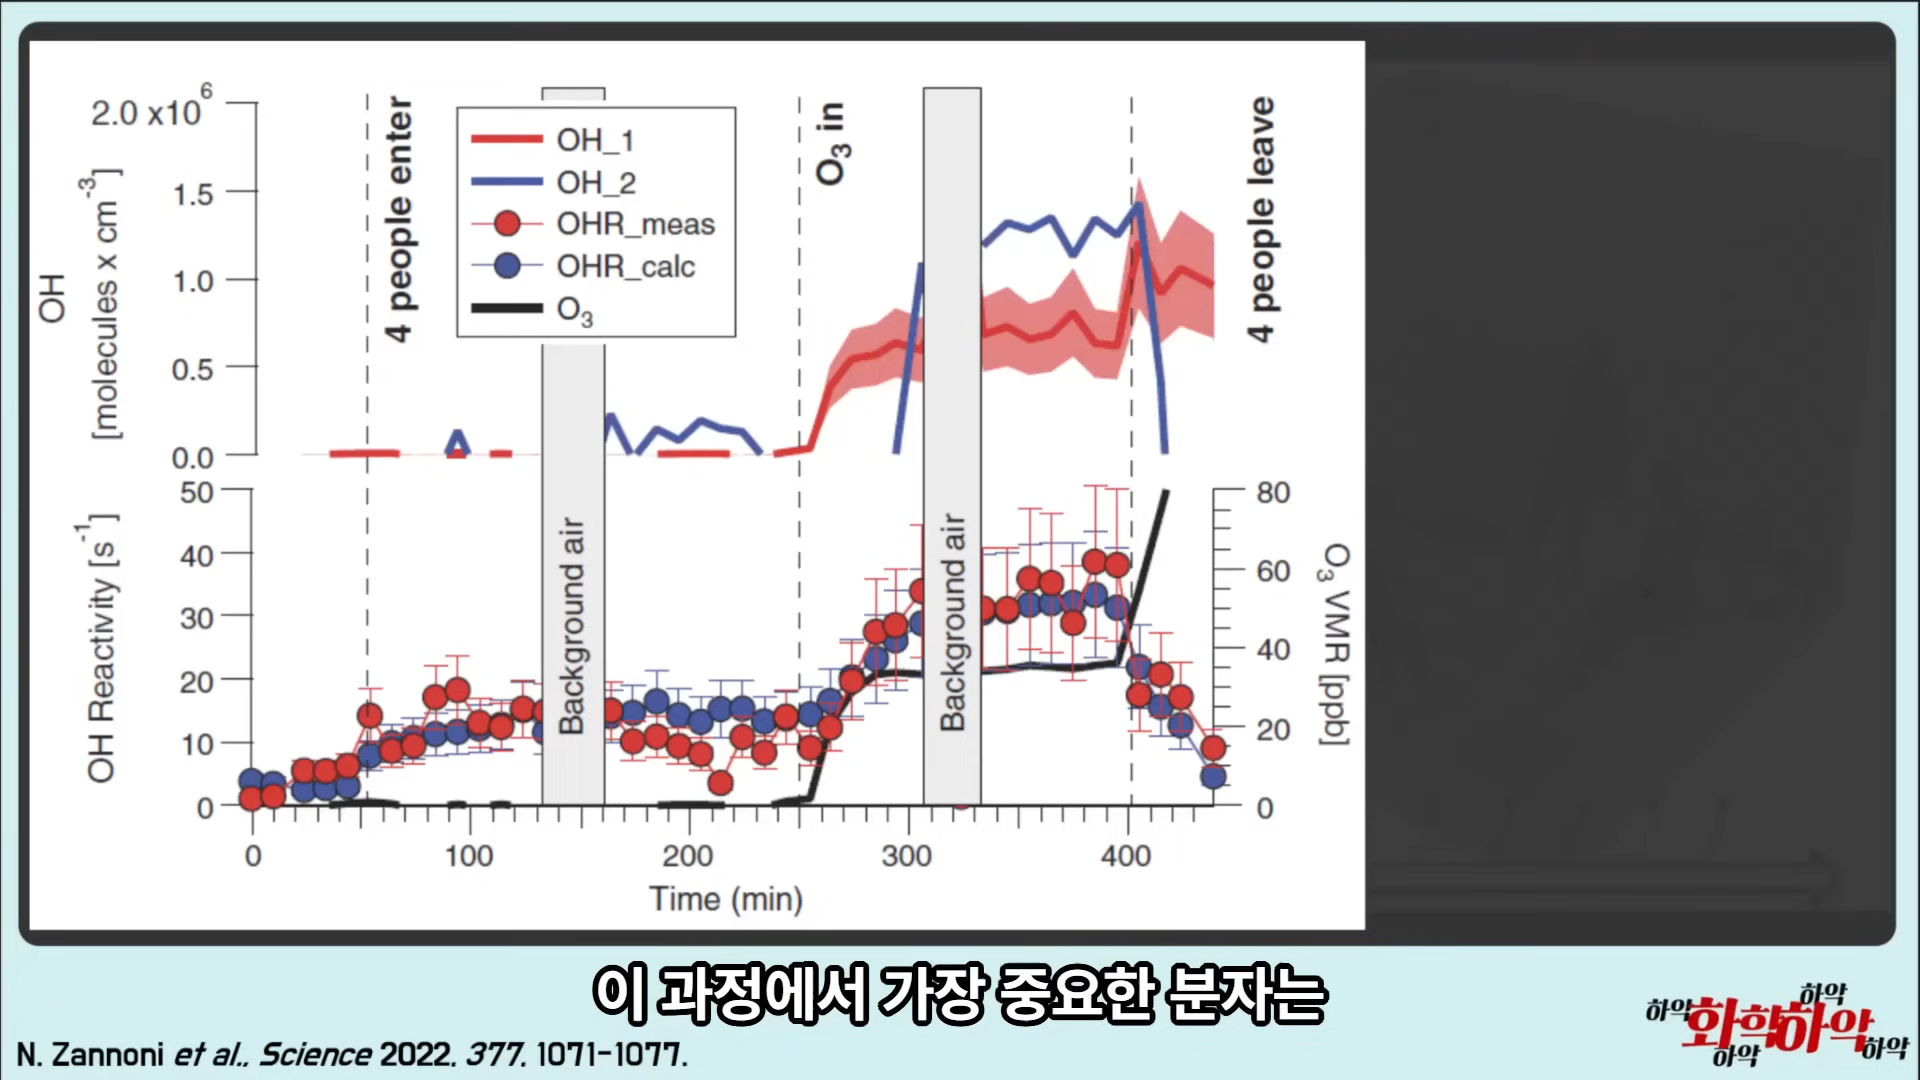 2.0 x10⁶
1.5
1.0
0.5
0.0
OH
[molecules x cm⁻³]
4 people enter
OH_1
OH_2
OHR_meas
OHR_calc
O₃
O₃ in
4 people leave
Background air
Background air
50
40
30
20
10
0
OH Reactivity [s⁻¹]
80
60
40
20
0
O₃ VMR [ppb]
0 100 200 300 400
Time (min)
이 과정에서 가장 중요한 분자는
N. Zannoni et al., Science 2022, 377, 1071-1077.
하악
하악
화학하악
하악
하악